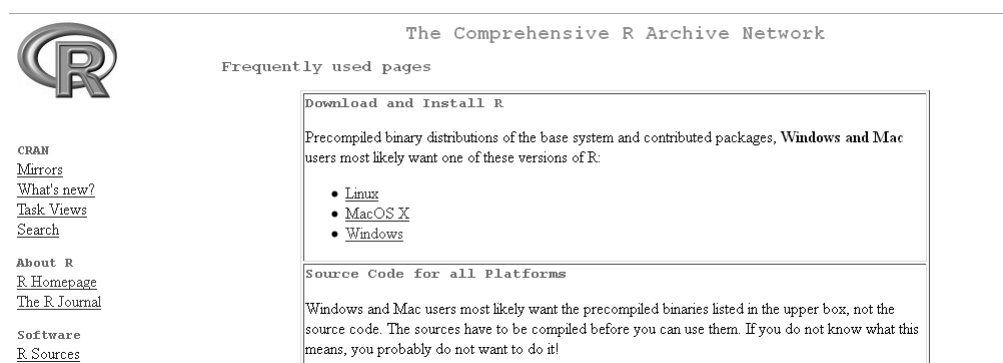 R
The Comprehensive R Archive Network
Frequently used pages
CRAN
Mirrors
What's new?
Task Views
Search
About R
R Homepage
The R Journal
Software
R Sources
Download and Install R
Precompiled binary distributions of the base system and contributed packages, Windows and Mac
users most likely want one of these versions of R:
• Linux
• MacOS X
• Windows
Source Code for all Platforms
Windows and Mac users most likely want the precompiled binaries listed in the upper box, not the
source code. The sources have to be compiled before you can use them. If you do not know what this
means, you probably do not want to do it!